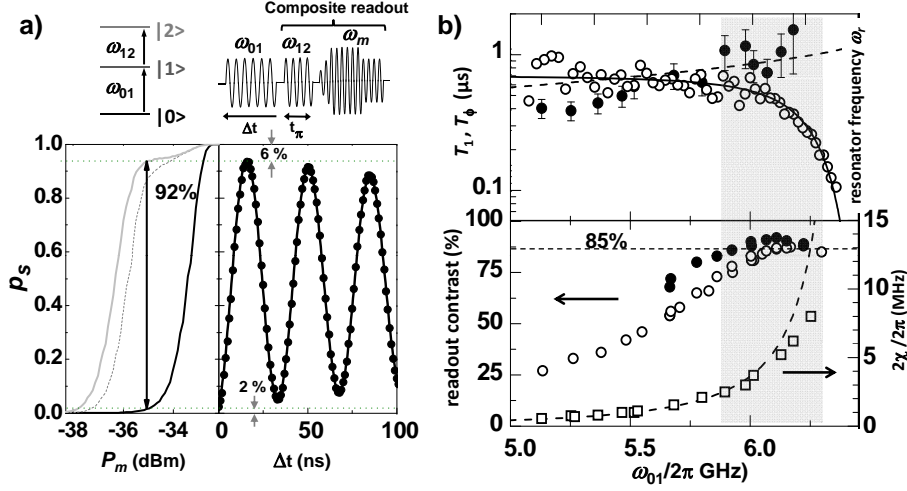 a)
Composite readout
|2>
ω12
|1>
ω01
|0>
ω01 ω12 ωm
Δt tπ
1.0
0.8
0.6
0.4
0.2
0.0
pS
92%
6 %
2 %
-38 -36 -34
Pm (dBm)
0 50 100
Δt (ns)
b)
1
0.1
T1, Tϕ (μs)
resonator frequency ωr
100
75
50
25
0
readout contrast (%)
85%
15
10
5
0
2χ/2π (MHz)
5.0 5.5 6.0
ω01/2π GHz